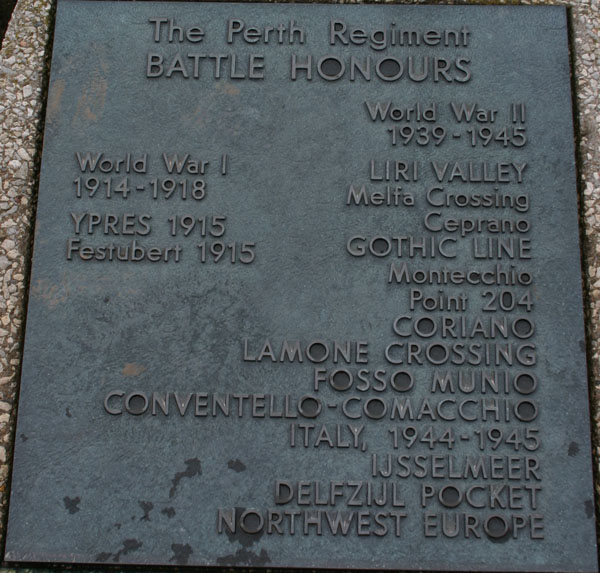 The Perth Regiment
BATTLE HONOURS
World War I
1914-1918
YPRES 1915
Festubert 1915
World War II
1939-1945
LIRI VALLEY
Melfa Crossing
Ceprano
GOTHIC LINE
Montecchio
Point 204
CORIANO
LAMONE CROSSING
FOSSO MUNIO
CONVENTELLO-COMACCHIO
ITALY, 1944-1945
IJSSELMEER
DELFZIJL POCKET
NORTHWEST EUROPE